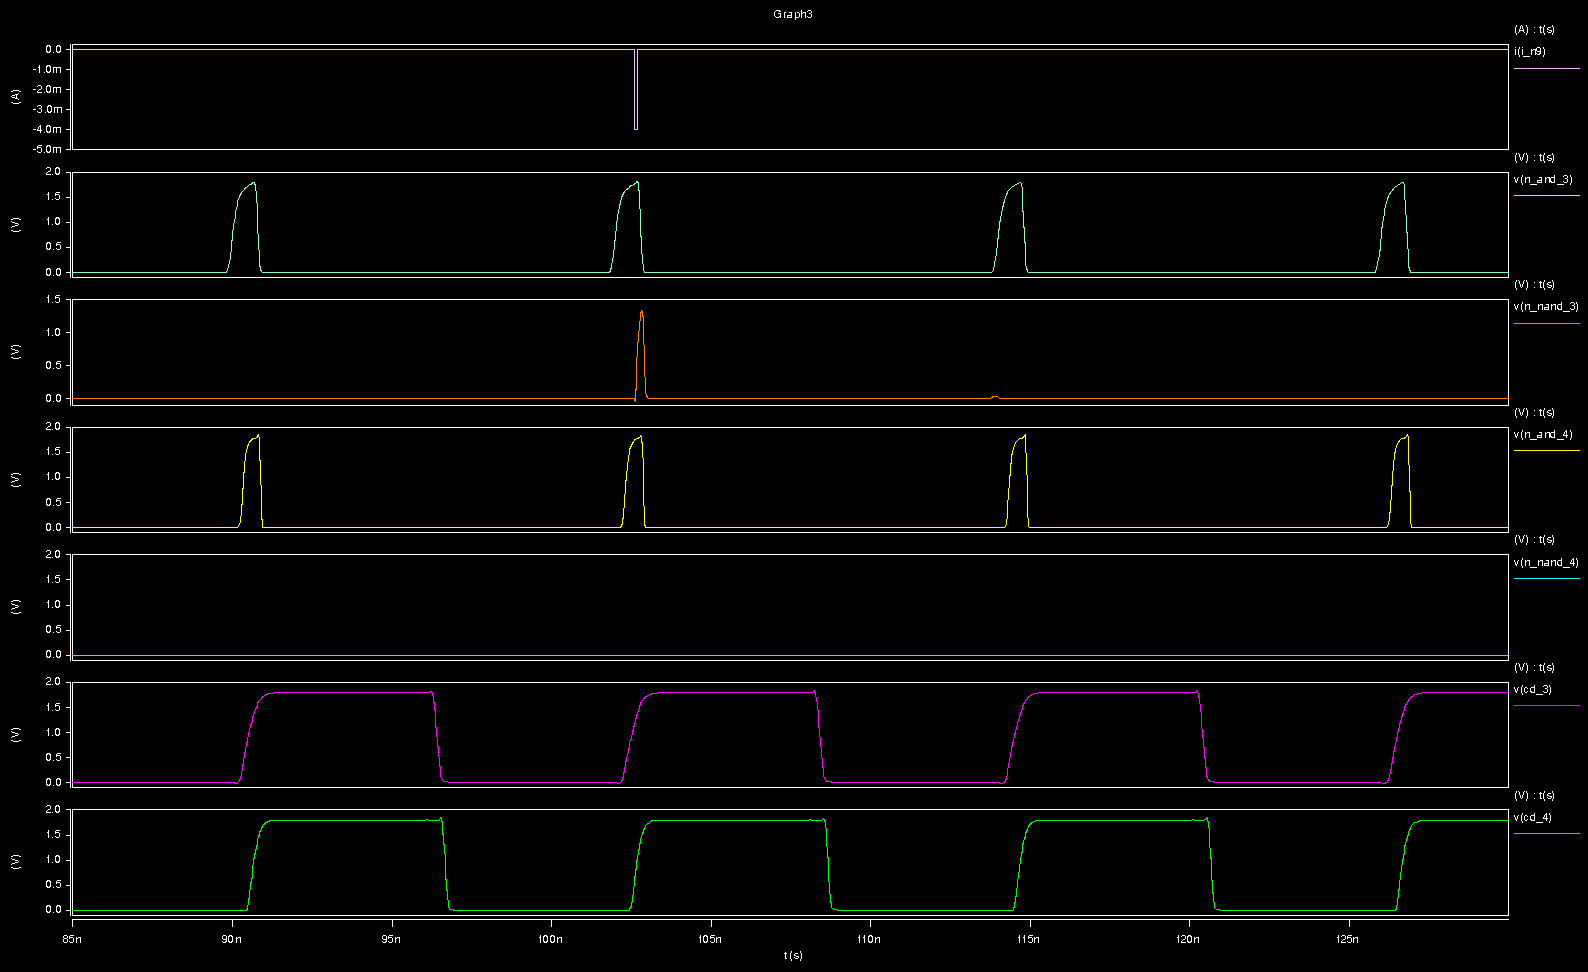 Graph3
(A) : t(s)
0.0
i(i_n9)
-1.0m
-2.0m
(A)
-3.0m
-4.0m
-5.0m
(V) : t(s)
2.0
v(n_and_3)
1.5
(V)
1.0
0.5
0.0
(V) : t(s)
1.5
v(n_nand_3)
1.0
(V)
0.5
0.0
(V) : t(s)
2.0
v(n_and_4)
1.5
(V)
1.0
0.5
0.0
(V) : t(s)
2.0
v(n_nand_4)
1.5
(V)
1.0
0.5
0.0
(V) : t(s)
2.0
v(cd_3)
1.5
(V)
1.0
0.5
0.0
(V) : t(s)
2.0
v(cd_4)
1.5
(V)
1.0
0.5
0.0
85n 90n 95n 100n 105n 110n 115n 120n 125n
t(s)